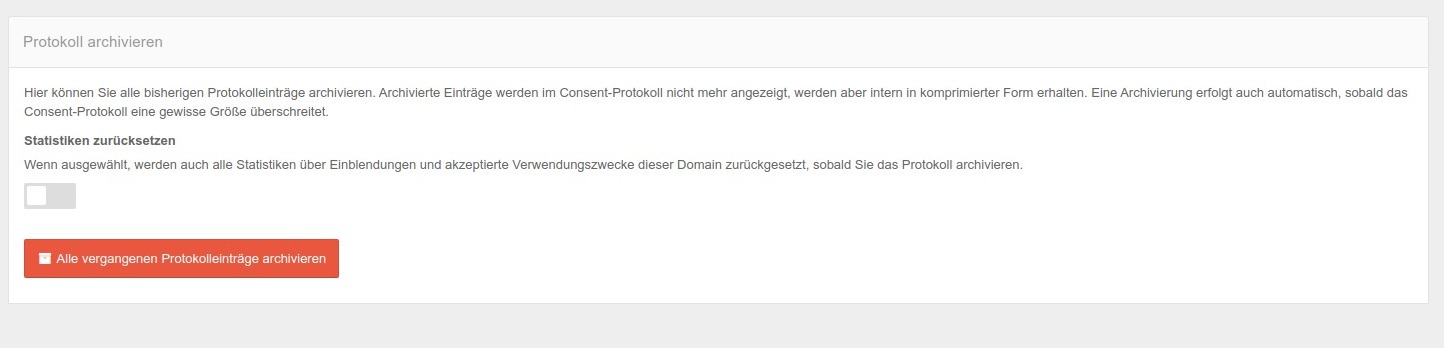 Protokoll archivieren
Hier können Sie alle bisherigen Protokolleinträge archivieren. Archivierte Einträge werden im Consent-Protokoll nicht mehr angezeigt, werden aber intern in komprimierter Form erhalten. Eine Archivierung erfolgt auch automatisch, sobald das
Consent-Protokoll eine gewisse Größe überschreitet.
Statistiken zurücksetzen
Wenn ausgewählt, werden auch alle Statistiken über Einblendungen und akzeptierte Verwendungszwecke dieser Domain zurückgesetzt, sobald Sie das Protokoll archivieren.
Alle vergangenen Protokolleinträge archivieren